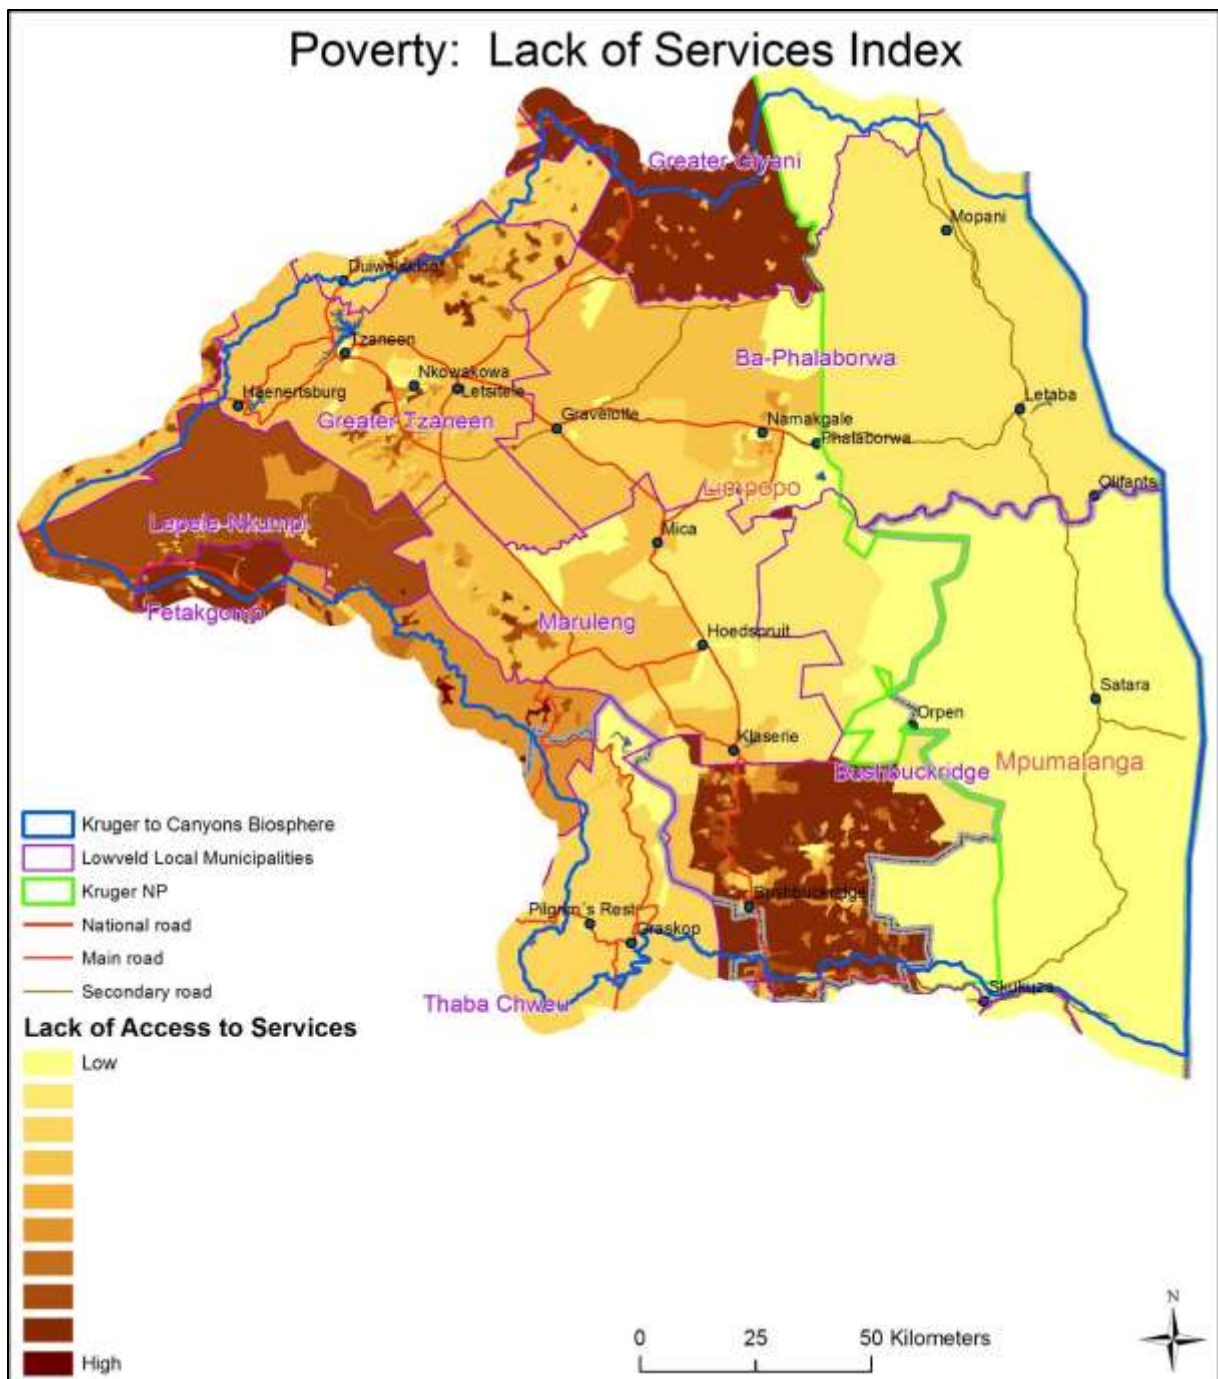 Poverty: Lack of Services Index
Greater Giyani
Mopani
Duiwelskloof
Tzaneen
Ba-Phalaborwa
Nkowakowa
Haenertsburg
Letsitele
Letaba
Greater Tzaneen
Gravelotte
Namakgale
Phalaborwa
Limpopo
Olifants
Lepele-Nkumpi
Mica
Fetakgomo
Maruleng
Hoedspruit
Satara
Orpen
Klaserie
Mpumalanga
Bushbuckridge
Kruger to Canyons Biosphere
Lowveld Local Municipalities
Kruger NP
Bushbuckridge
Pilgrim´s Rest
National road
Graskop
Main road
Secondary road
Skukuza
Thaba Chweu
Lack of Access to Services
Low
N
0 25 50 Kilometers
High